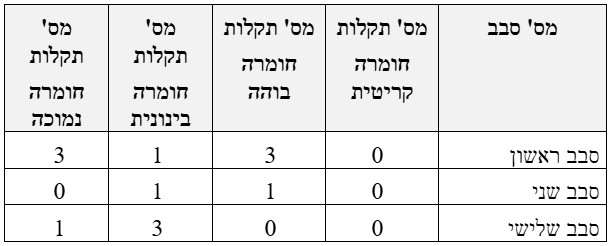 מס' סבב	מס' תקלות חומרה קריטית	מס' תקלות חומרה בוהה	מס' תקלות חומרה בינונית	מס' תקלות חומרה נמוכה
סבב ראשון	0	3	1	3
סבב שני	0	1	1	0
סבב שלישי	0	0	3	1